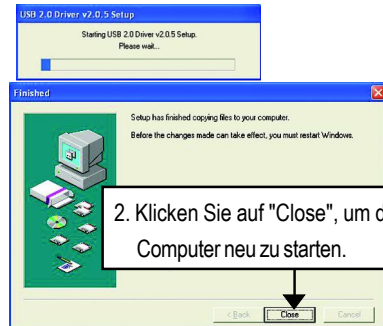 USB 2.0 Driver v2.0.5 Setup
Starting USB 2.0 Driver v2.0.5 Setup.
Please wait...
Finished
Setup has finished copying files to your computer.
Before the changes made can take effect, you must restart Windows.
2. Klicken Sie auf "Close", um d
Computer neu zu starten.
< Back
Close
Cancel